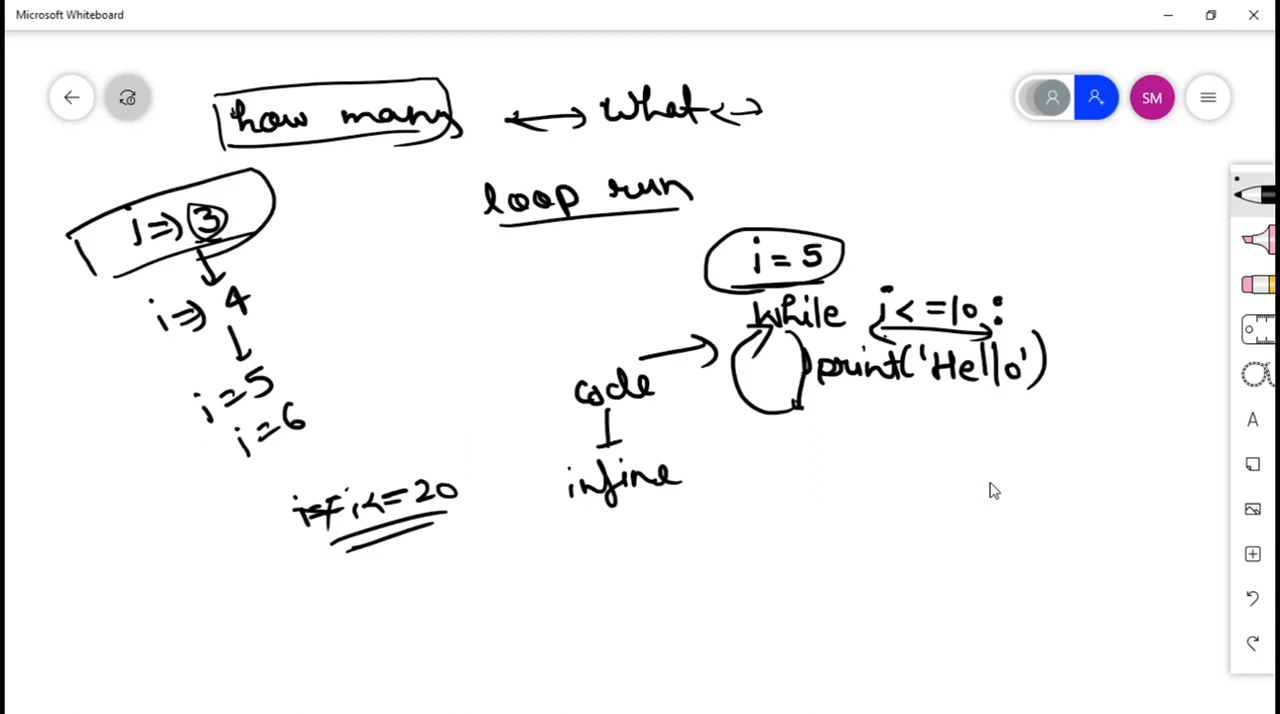 Microsoft Whiteboard
SM
how many ↔ What ↔
loop run
i => 3
i => 4
i = 5
i = 6
i = 5
while i <= 10 :
print('Hello')
code
infine
i <= 20
A